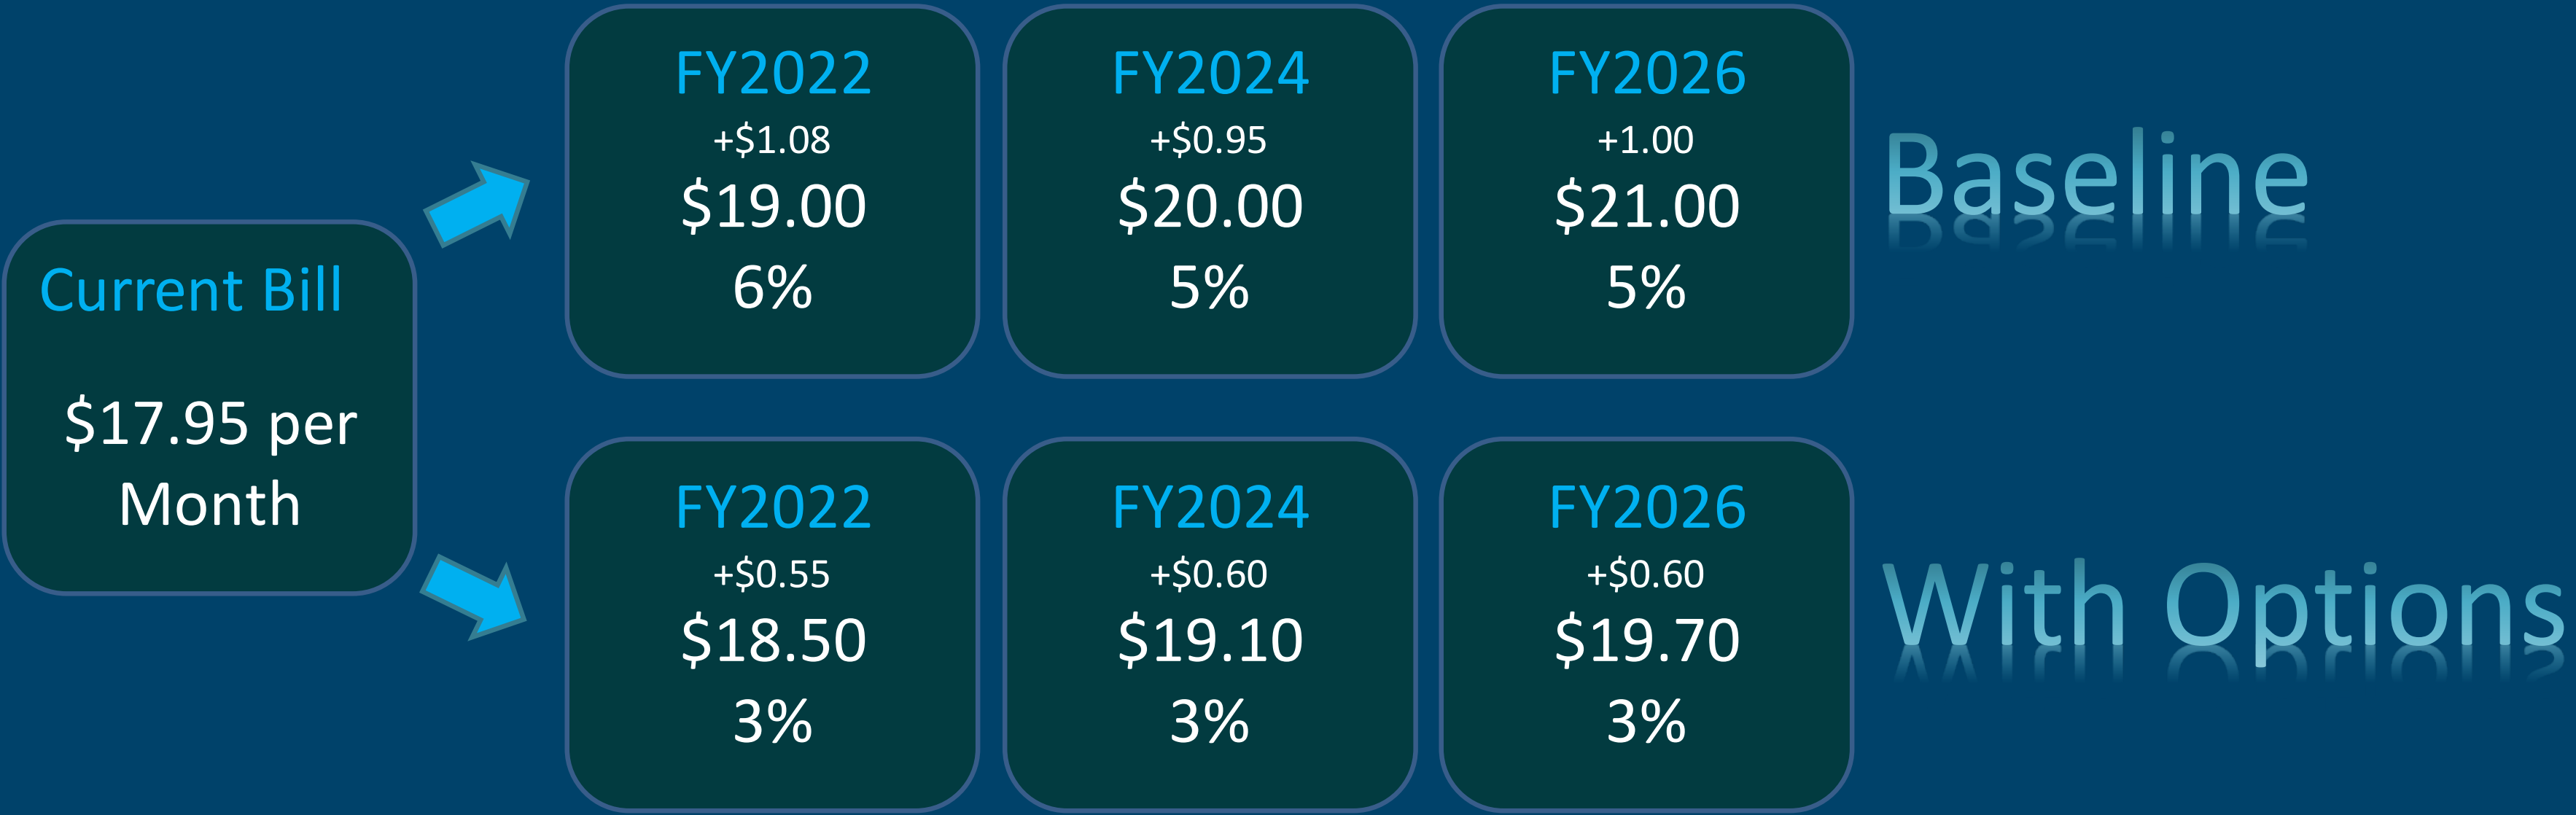 Current Bill
$17.95 per
Month
FY2022
+$1.08
$19.00
6%
FY2024
+$0.95
$20.00
5%
FY2026
+1.00
$21.00
5%
Baseline
FY2022
+$0.55
$18.50
3%
FY2024
+$0.60
$19.10
3%
FY2026
+$0.60
$19.70
3%
With Options